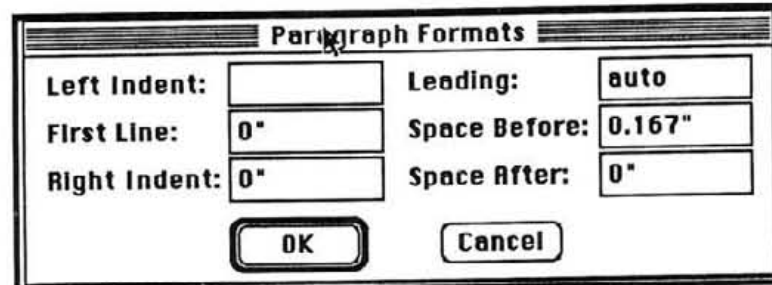 Paragraph Formats
Left Indent: Leading: auto
First Line: 0" Space Before: 0.167"
Right Indent: 0" Space After: 0"
OK Cancel